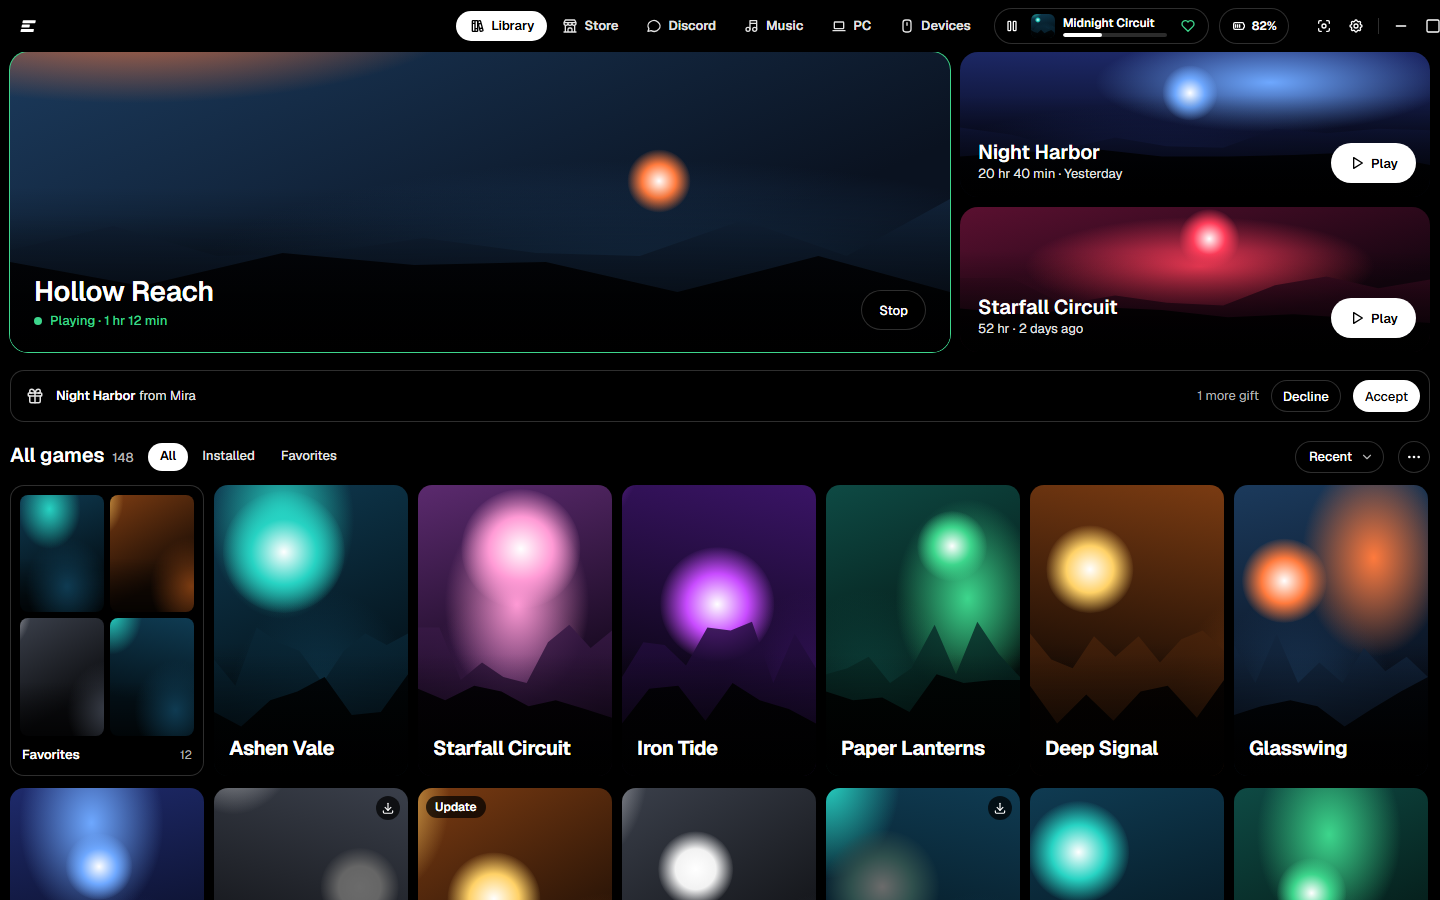 Library
Store
Discord
Music
PC
Devices
Midnight Circuit
82%
Hollow Reach
Playing · 1 hr 12 min
Stop
Night Harbor
20 hr 40 min · Yesterday
Play
Starfall Circuit
52 hr · 2 days ago
Play
Night Harbor from Mira
1 more gift
Decline
Accept
All games 148
All
Installed
Favorites
Recent
Favorites 12
Ashen Vale
Starfall Circuit
Iron Tide
Paper Lanterns
Deep Signal
Glasswing
Update